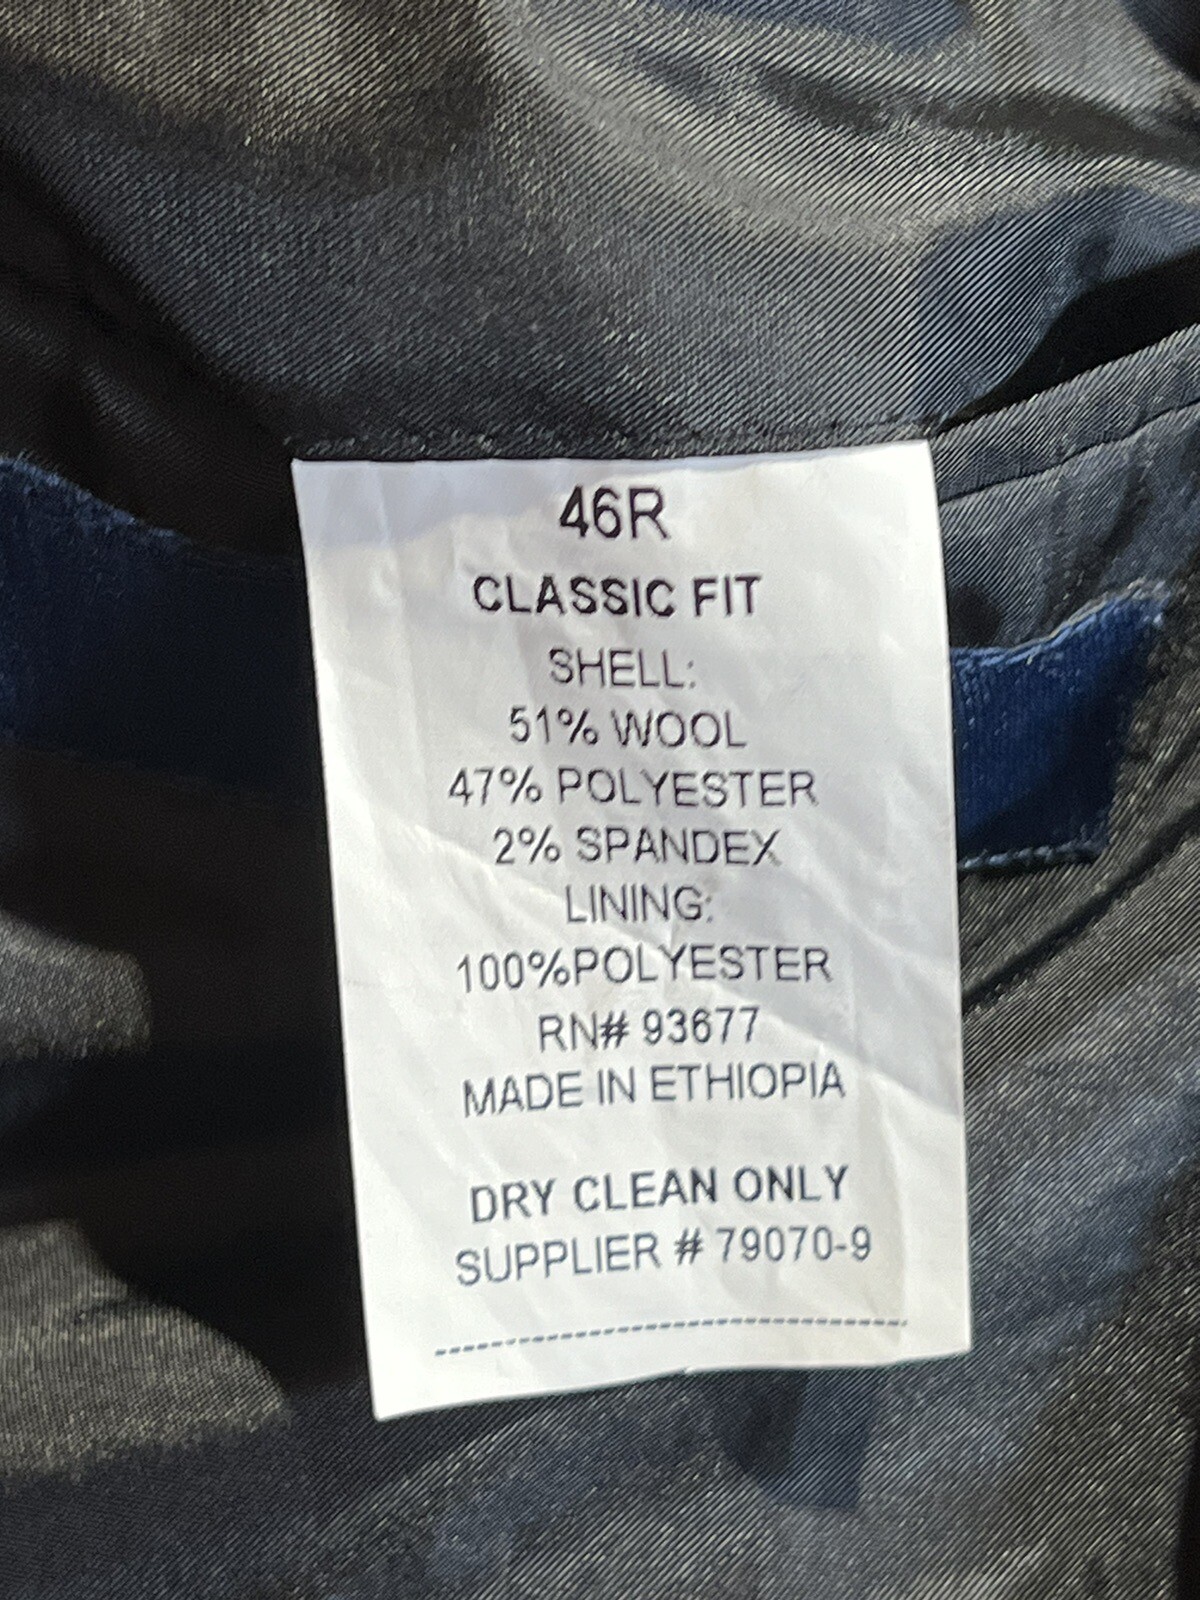 46R
CLASSIC FIT
SHELL:
51% WOOL
47% POLYESTER
2% SPANDEX
LINING:
100%POLYESTER
RN# 93677
MADE IN ETHIOPIA
DRY CLEAN ONLY
SUPPLIER # 79070-9